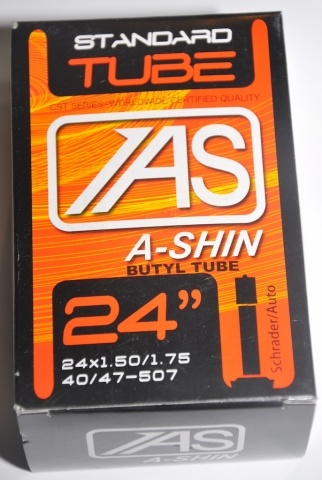 STANDARD
TUBE
CST SERIES-WORLDWIDE CERTIFIED QUALITY
AS
A-SHIN
BUTYL TUBE
24”
24x1.50/1.75
40/47-507
Schrader/Auto
AS
A-SHIN